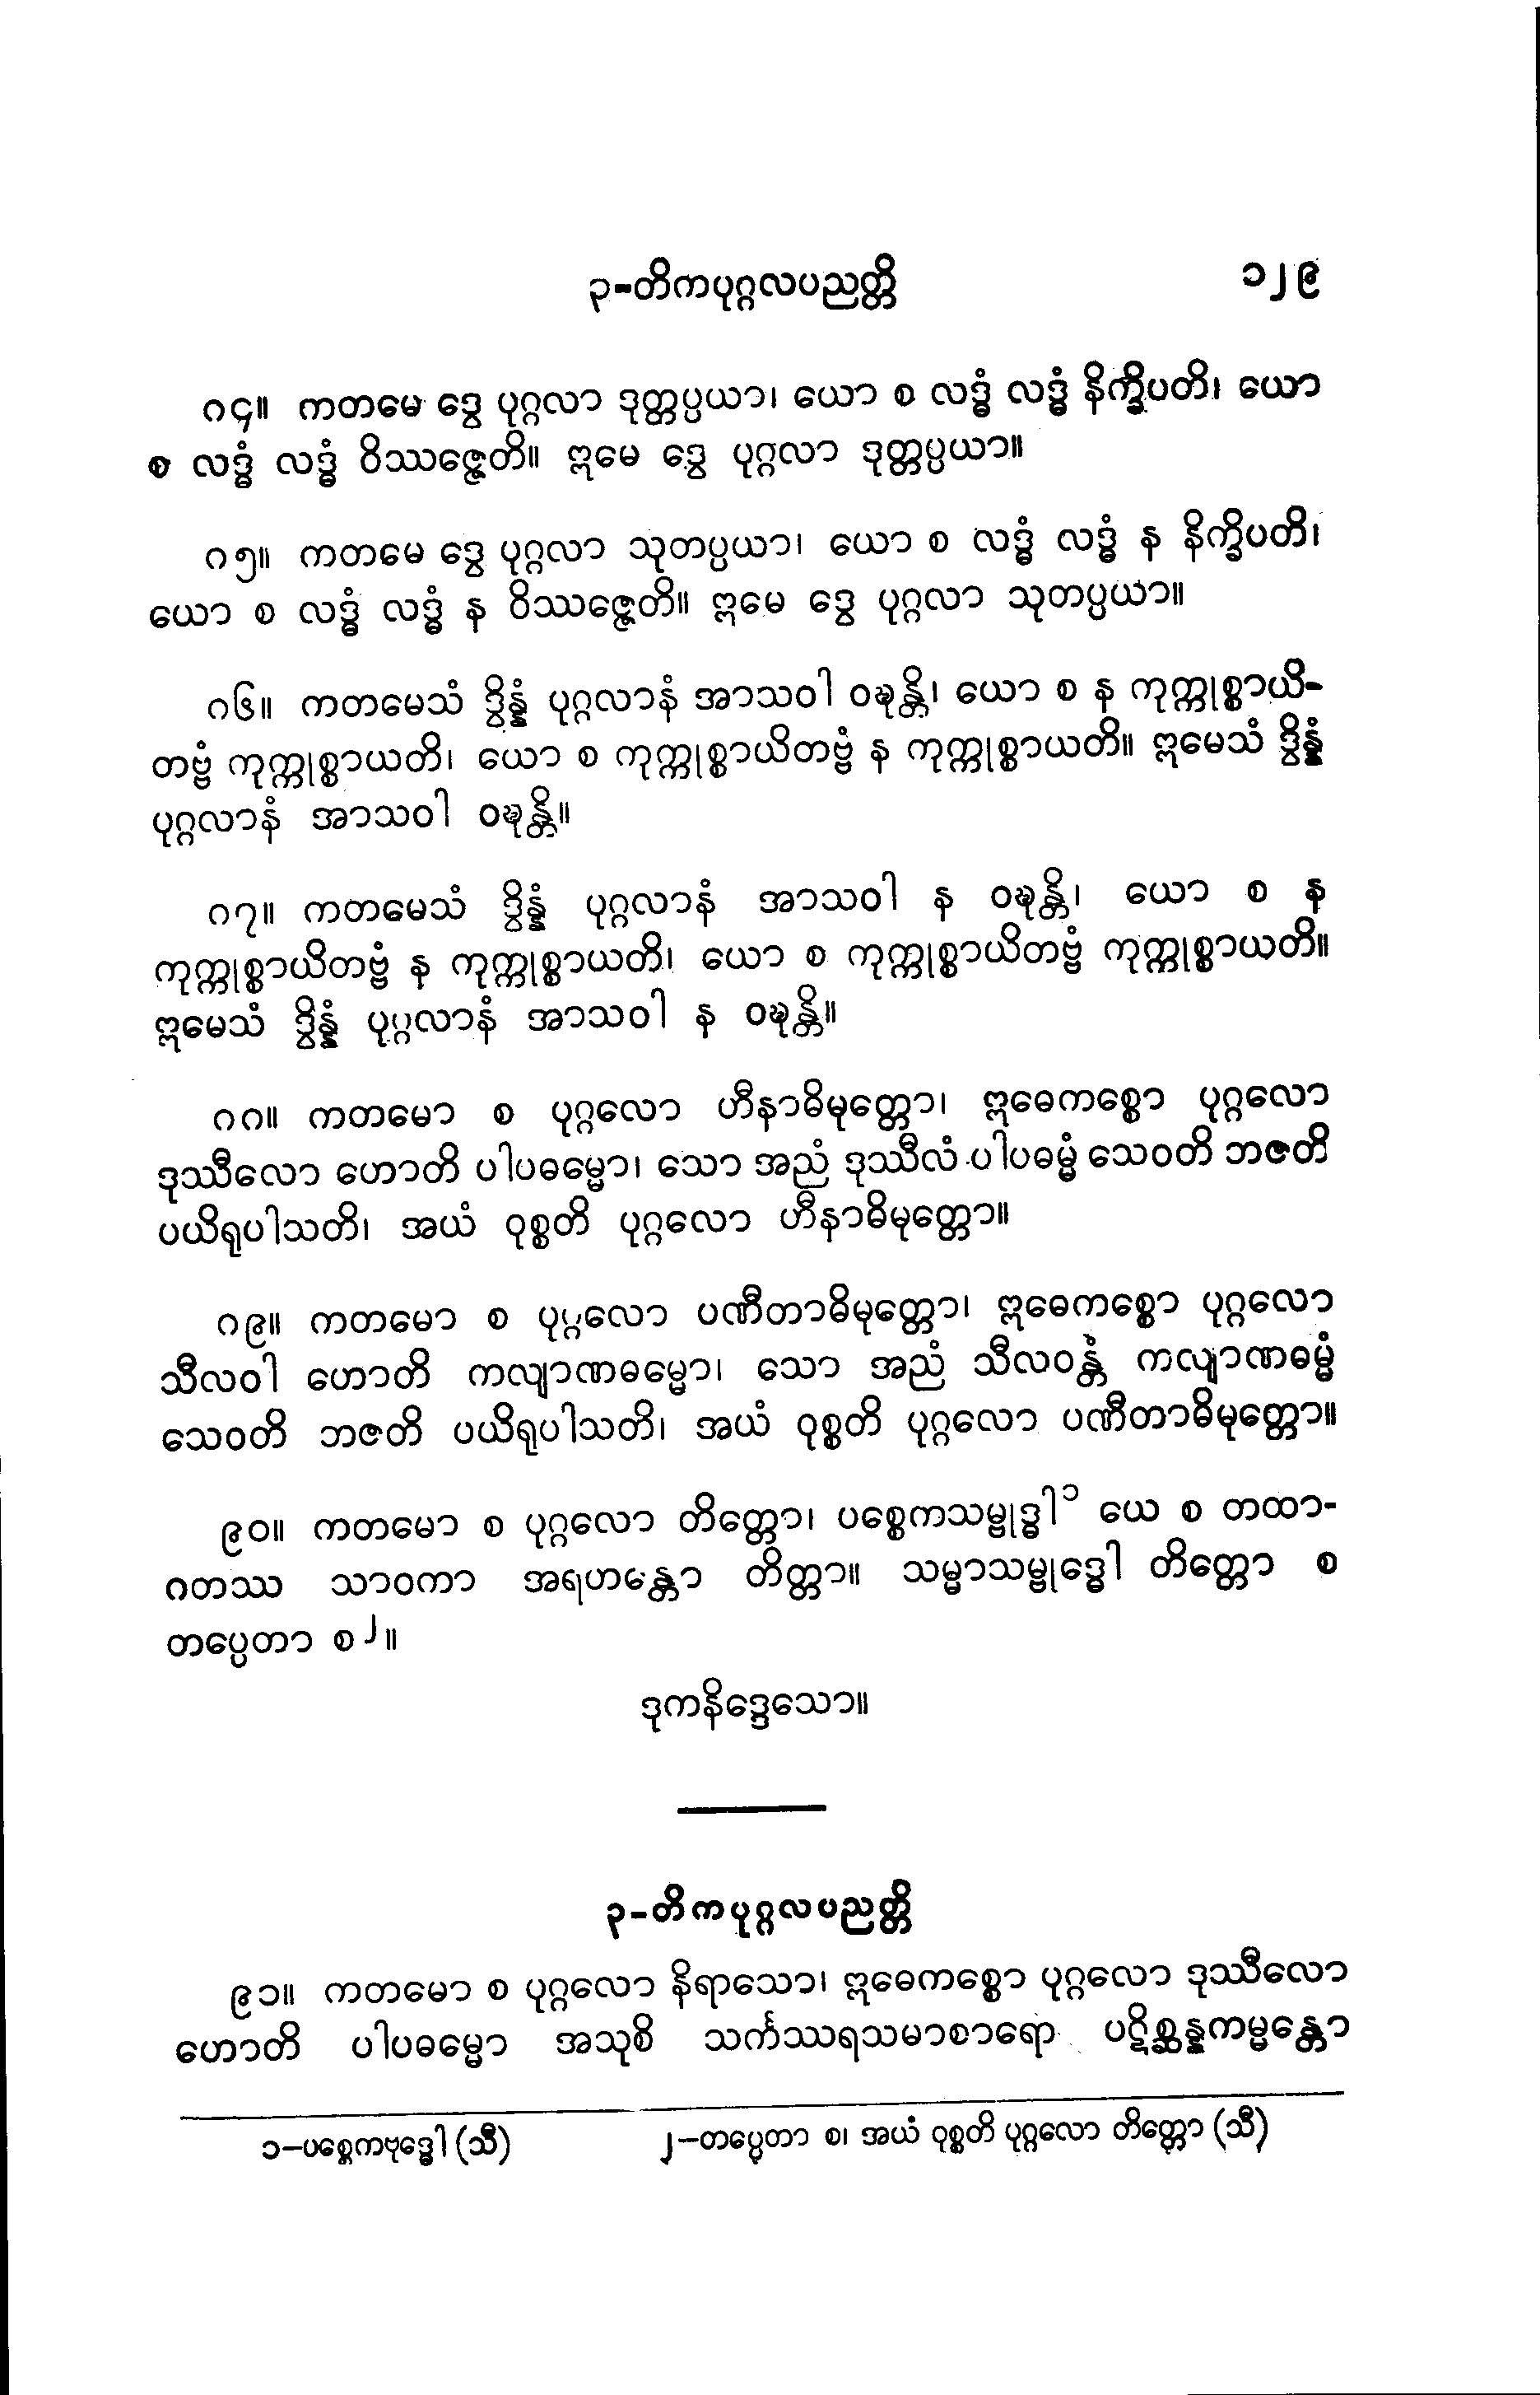 ၃-တိကပုဂ္ဂလပညတ္တိ ၁၂၉
၈၄။ ကတမေ ဒွေ ပုဂ္ဂလာ ဒုတ္တပ္ပယာ၊ ယော စ လဒ္ဓံ လဒ္ဓံ နိက္ခိပတိ၊ ယော
စ လဒ္ဓံ လဒ္ဓံ ဝိဿဇ္ဇေတိ။ ဣမေ ဒွေ ပုဂ္ဂလာ ဒုတ္တပ္ပယာ။
၈၅။ ကတမေ ဒွေ ပုဂ္ဂလာ သုတပ္ပယာ၊ ယော စ လဒ္ဓံ လဒ္ဓံ န နိက္ခိပတိ၊
ယော စ လဒ္ဓံ လဒ္ဓံ န ဝိဿဇ္ဇေတိ။ ဣမေ ဒွေ ပုဂ္ဂလာ သုတပ္ပယာ။
၈၆။ ကတမေသံ ဒွိန္နံ ပုဂ္ဂလာနံ အာသဝါ ဝဍ္ဎန္တိ၊ ယော စ န ကုက္ကုစ္စာယိ-
တဗ္ဗံ ကုက္ကုစ္စာယတိ၊ ယော စ ကုက္ကုစ္စာယိတဗ္ဗံ န ကုက္ကုစ္စာယတိ။ ဣမေသံ ဒွိန္နံ
ပုဂ္ဂလာနံ အာသဝါ ဝဍ္ဎန္တိ။
၈၇။ ကတမေသံ ဒွိန္နံ ပုဂ္ဂလာနံ အာသဝါ န ဝဍ္ဎန္တိ၊ ယော စ န
ကုက္ကုစ္စာယိတဗ္ဗံ န ကုက္ကုစ္စာယတိ၊ ယော စ ကုက္ကုစ္စာယိတဗ္ဗံ ကုက္ကုစ္စာယတိ။
ဣမေသံ ဒွိန္နံ ပုဂ္ဂလာနံ အာသဝါ န ဝဍ္ဎန္တိ။
၈၈။ ကတမော စ ပုဂ္ဂလော ဟီနာဓိမုတ္တော၊ ဣဓေကစ္စော ပုဂ္ဂလော
ဒုဿီလော ဟောတိ ပါပဓမ္မော၊ သော အညံ ဒုဿီလံ ပါပဓမ္မံ သေဝတိ ဘဇတိ
ပယိရုပါသတိ၊ အယံ ဝုစ္စတိ ပုဂ္ဂလော ဟီနာဓိမုတ္တော။
၈၉။ ကတမော စ ပုဂ္ဂလော ပဏီတာဓိမုတ္တော၊ ဣဓေကစ္စော ပုဂ္ဂလော
သီလဝါ ဟောတိ ကလျာဏဓမ္မော၊ သော အညံ သီလဝန္တံ ကလျာဏဓမ္မံ
သေဝတိ ဘဇတိ ပယိရုပါသတိ၊ အယံ ဝုစ္စတိ ပုဂ္ဂလော ပဏီတာဓိမုတ္တော။
၉၀။ ကတမော စ ပုဂ္ဂလော တိတ္တော၊ ပစ္စေကသမ္ဗုဒ္ဓါ ၁ ယေ စ တထာ-
ဂတဿ သာဝကာ အရဟန္တော တိတ္တာ။ သမ္မာသမ္ဗုဒ္ဓေါ တိတ္တော စ
တပ္ပေတာ စ ၂။
ဒုကနိဒ္ဒေသော။
၃-တိကပုဂ္ဂလပညတ္တိ
၉၁။ ကတမော စ ပုဂ္ဂလော နိရာသော၊ ဣဓေကစ္စော ပုဂ္ဂလော ဒုဿီလော
ဟောတိ ပါပဓမ္မော အသုစိ သင်္ကဿရသမာစာရော ပဋိစ္ဆန္နကမ္မန္တော
၁-ပစ္စေကဗုဒ္ဓေါ (သီ) ၂-တပ္ပေတာ စ၊ အယံ ဝုစ္စတိ ပုဂ္ဂလော တိတ္တော (သီ)